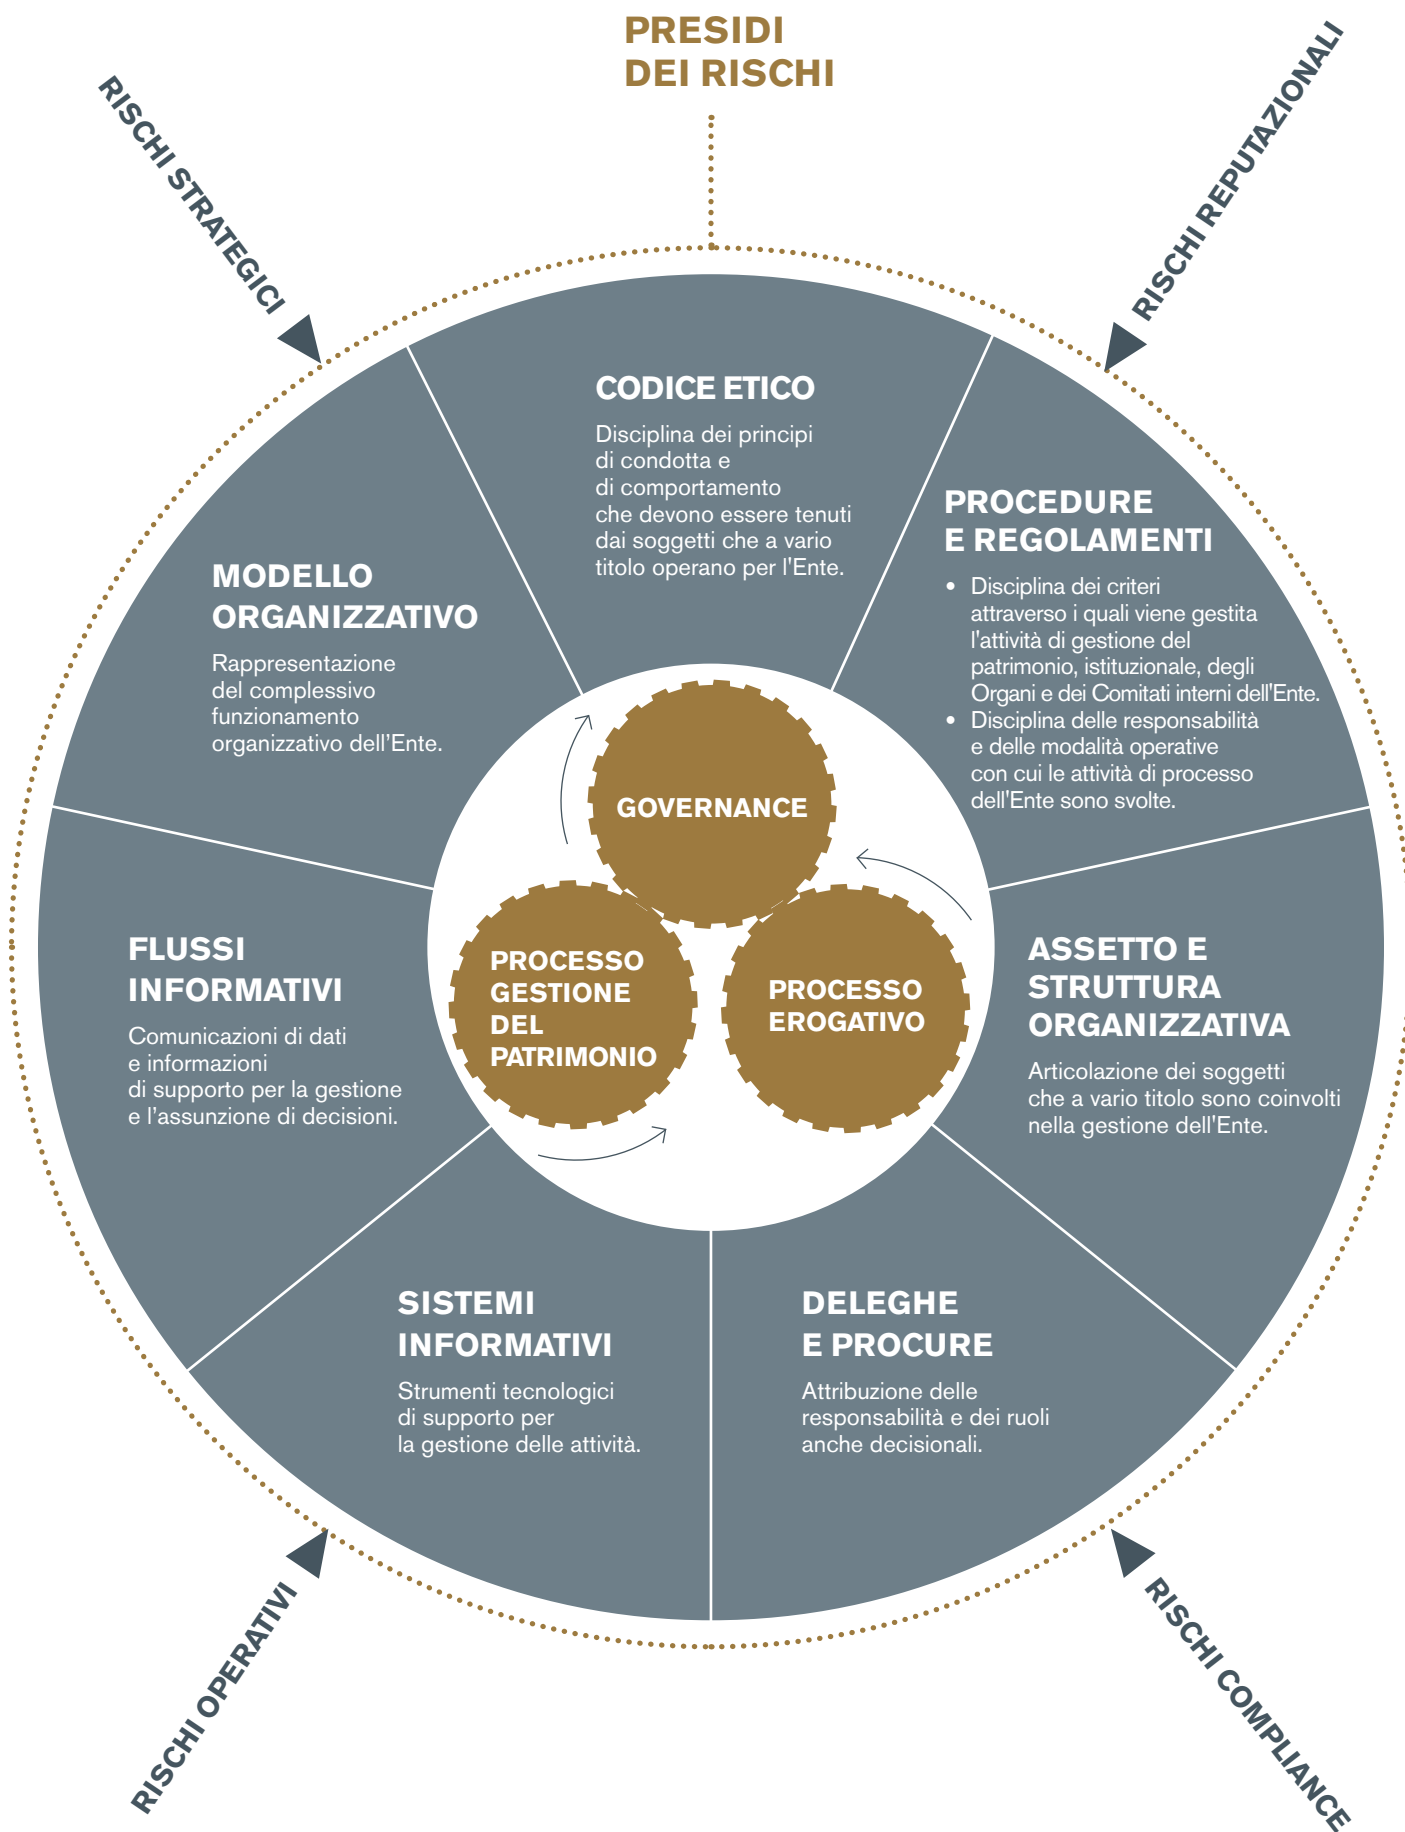 PRESIDI
DEI RISCHI
RISCHI STRATEGICI
RISCHI REPUTAZIONALI
CODICE ETICO
Disciplina dei principi
di condotta e
di comportamento
che devono essere tenuti
dai soggetti che a vario
titolo operano per l'Ente.
PROCEDURE
E REGOLAMENTI
• Disciplina dei criteri
attraverso i quali viene gestita
l'attività di gestione del
patrimonio, istituzionale, degli
Organi e dei Comitati interni dell'Ente.
• Disciplina delle responsabilità
e delle modalità operative
con cui le attività di processo
dell'Ente sono svolte.
MODELLO
ORGANIZZATIVO
Rappresentazione
del complessivo
funzionamento
organizzativo dell’Ente.
GOVERNANCE
PROCESSO
GESTIONE
DEL
PATRIMONIO
PROCESSO
EROGATIVO
FLUSSI
INFORMATIVI
Comunicazioni di dati
e informazioni
di supporto per la gestione
e l’assunzione di decisioni.
ASSETTO E
STRUTTURA
ORGANIZZATIVA
Articolazione dei soggetti
che a vario titolo sono coinvolti
nella gestione dell'Ente.
SISTEMI
INFORMATIVI
Strumenti tecnologici
di supporto per
la gestione delle attività.
DELEGHE
E PROCURE
Attribuzione delle
responsabilità e dei ruoli
anche decisionali.
RISCHI OPERATIVI
RISCHI COMPLIANCE